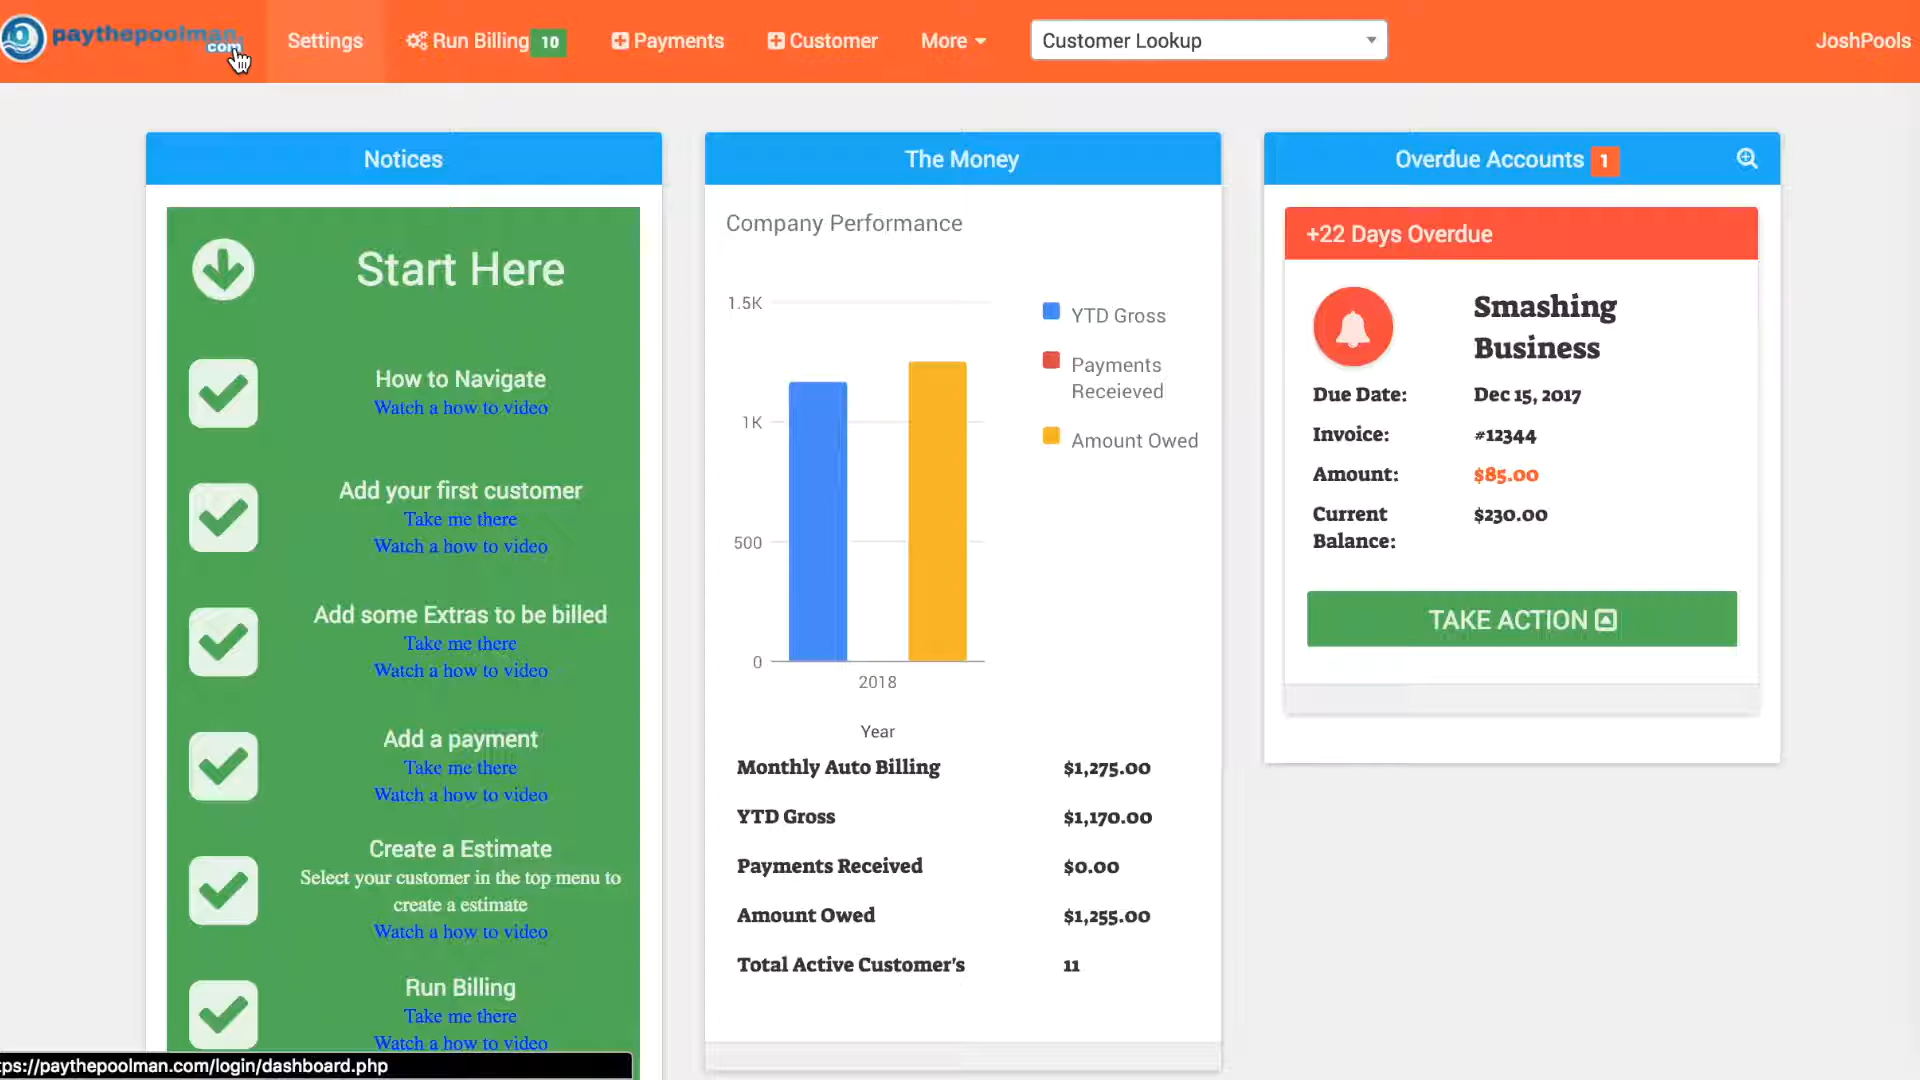 paythepoolman
.com
Settings
Run Billing 10
Payments
Customer
More
Customer Lookup
JoshPools
Notices
Start Here
How to Navigate
Watch a how to video
Add your first customer
Take me there
Watch a how to video
Add some Extras to be billed
Take me there
Watch a how to video
Add a payment
Take me there
Watch a how to video
Create a Estimate
Select your customer in the top menu to
create a estimate
Watch a how to video
Run Billing
Take me there
Watch a how to video
The Money
Company Performance
1.5K
1K
500
0
2018
Year
YTD Gross
Payments
Receieved
Amount Owed
Monthly Auto Billing $1,275.00
YTD Gross $1,170.00
Payments Received $0.00
Amount Owed $1,255.00
Total Active Customer's 11
Overdue Accounts 1
+22 Days Overdue
Smashing
Business
Due Date: Dec 15, 2017
Invoice: #12344
Amount: $85.00
Current $230.00
Balance:
TAKE ACTION
tps://paythepoolman.com/login/dashboard.php